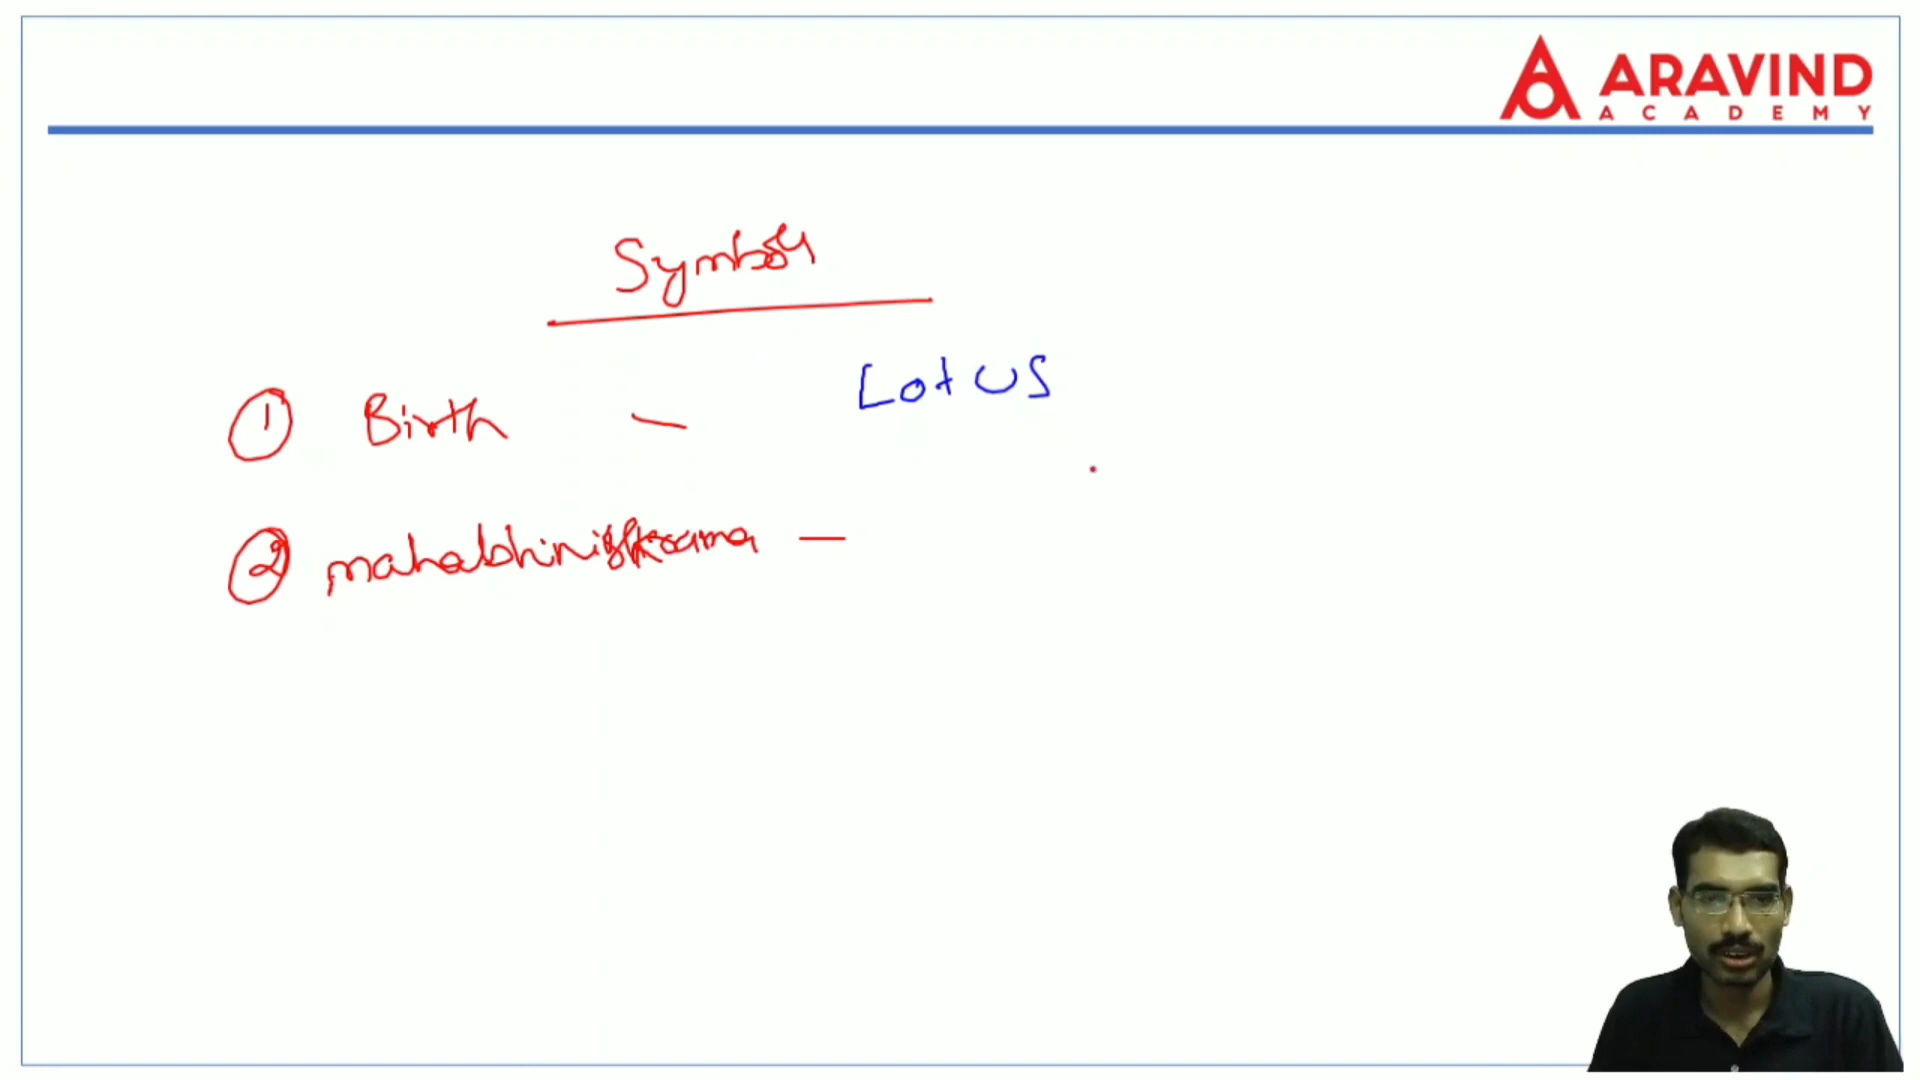 ARAVIND
ACADEMY
Symbols
① Birth — Lotus
② mahabhinishkrama —